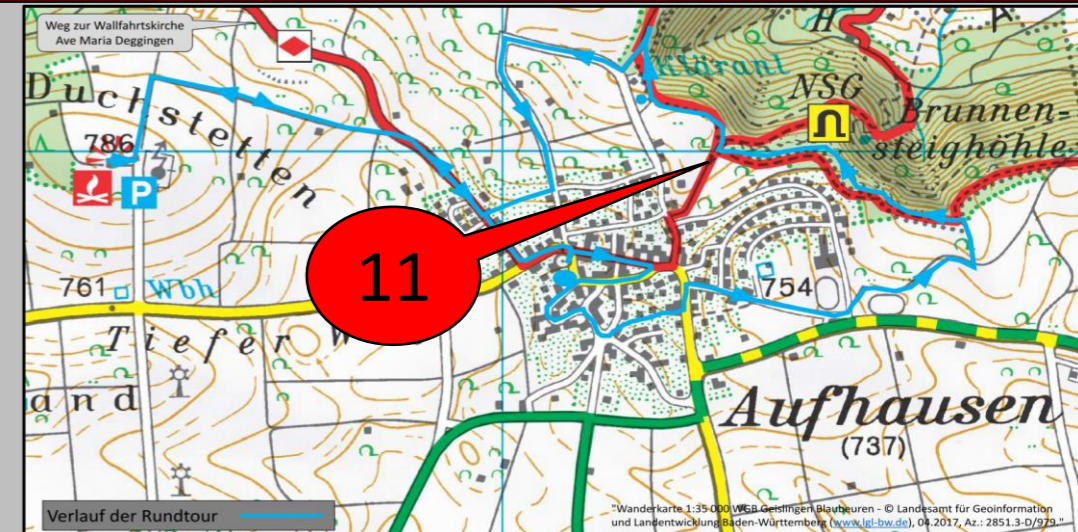 Weg zur Wallfahrtskirche
Ave Maria Deggingen
H
A
Kläranl
NSG
Brunnen-
steighöhle
Duchstetten
786
P
11
761
Wbh
754
Tiefer W
and
Aufhausen
(737)
Verlauf der Rundtour
"Wanderkarte 1:35 000 WGB Geislingen Blaubeuren - © Landesamt für Geoinformation
und Landentwicklung Baden-Württemberg (www.lgl-bw.de), 04.2017, Az.: 2851.3-D/979."